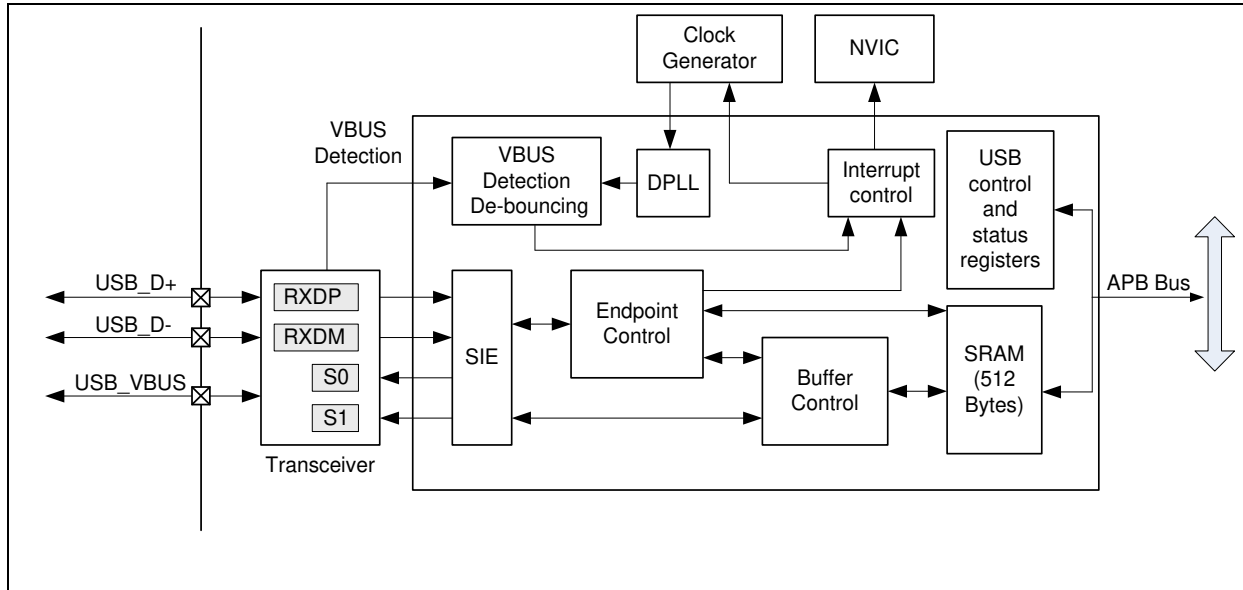 Clock
Generator
NVIC
VBUS
Detection
VBUS
Detection
De-bouncing
DPLL
Interrupt
control
USB
control
and
status
registers
USB_D+
USB_D-
USB_VBUS
RXDP
RXDM
S0
S1
Transceiver
SIE
Endpoint
Control
Buffer
Control
SRAM
(512
Bytes)
APB Bus